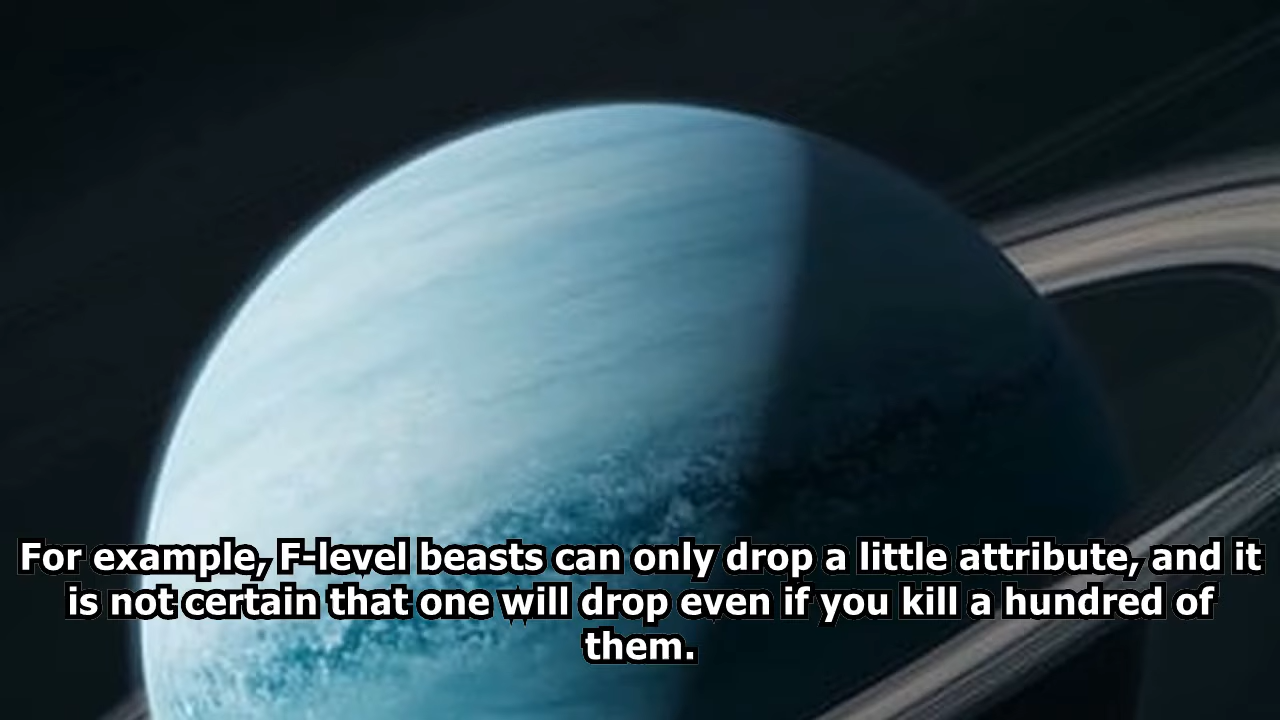 For example, F-level beasts can only drop a little attribute, and it
is not certain that one will drop even if you kill a hundred of
them.